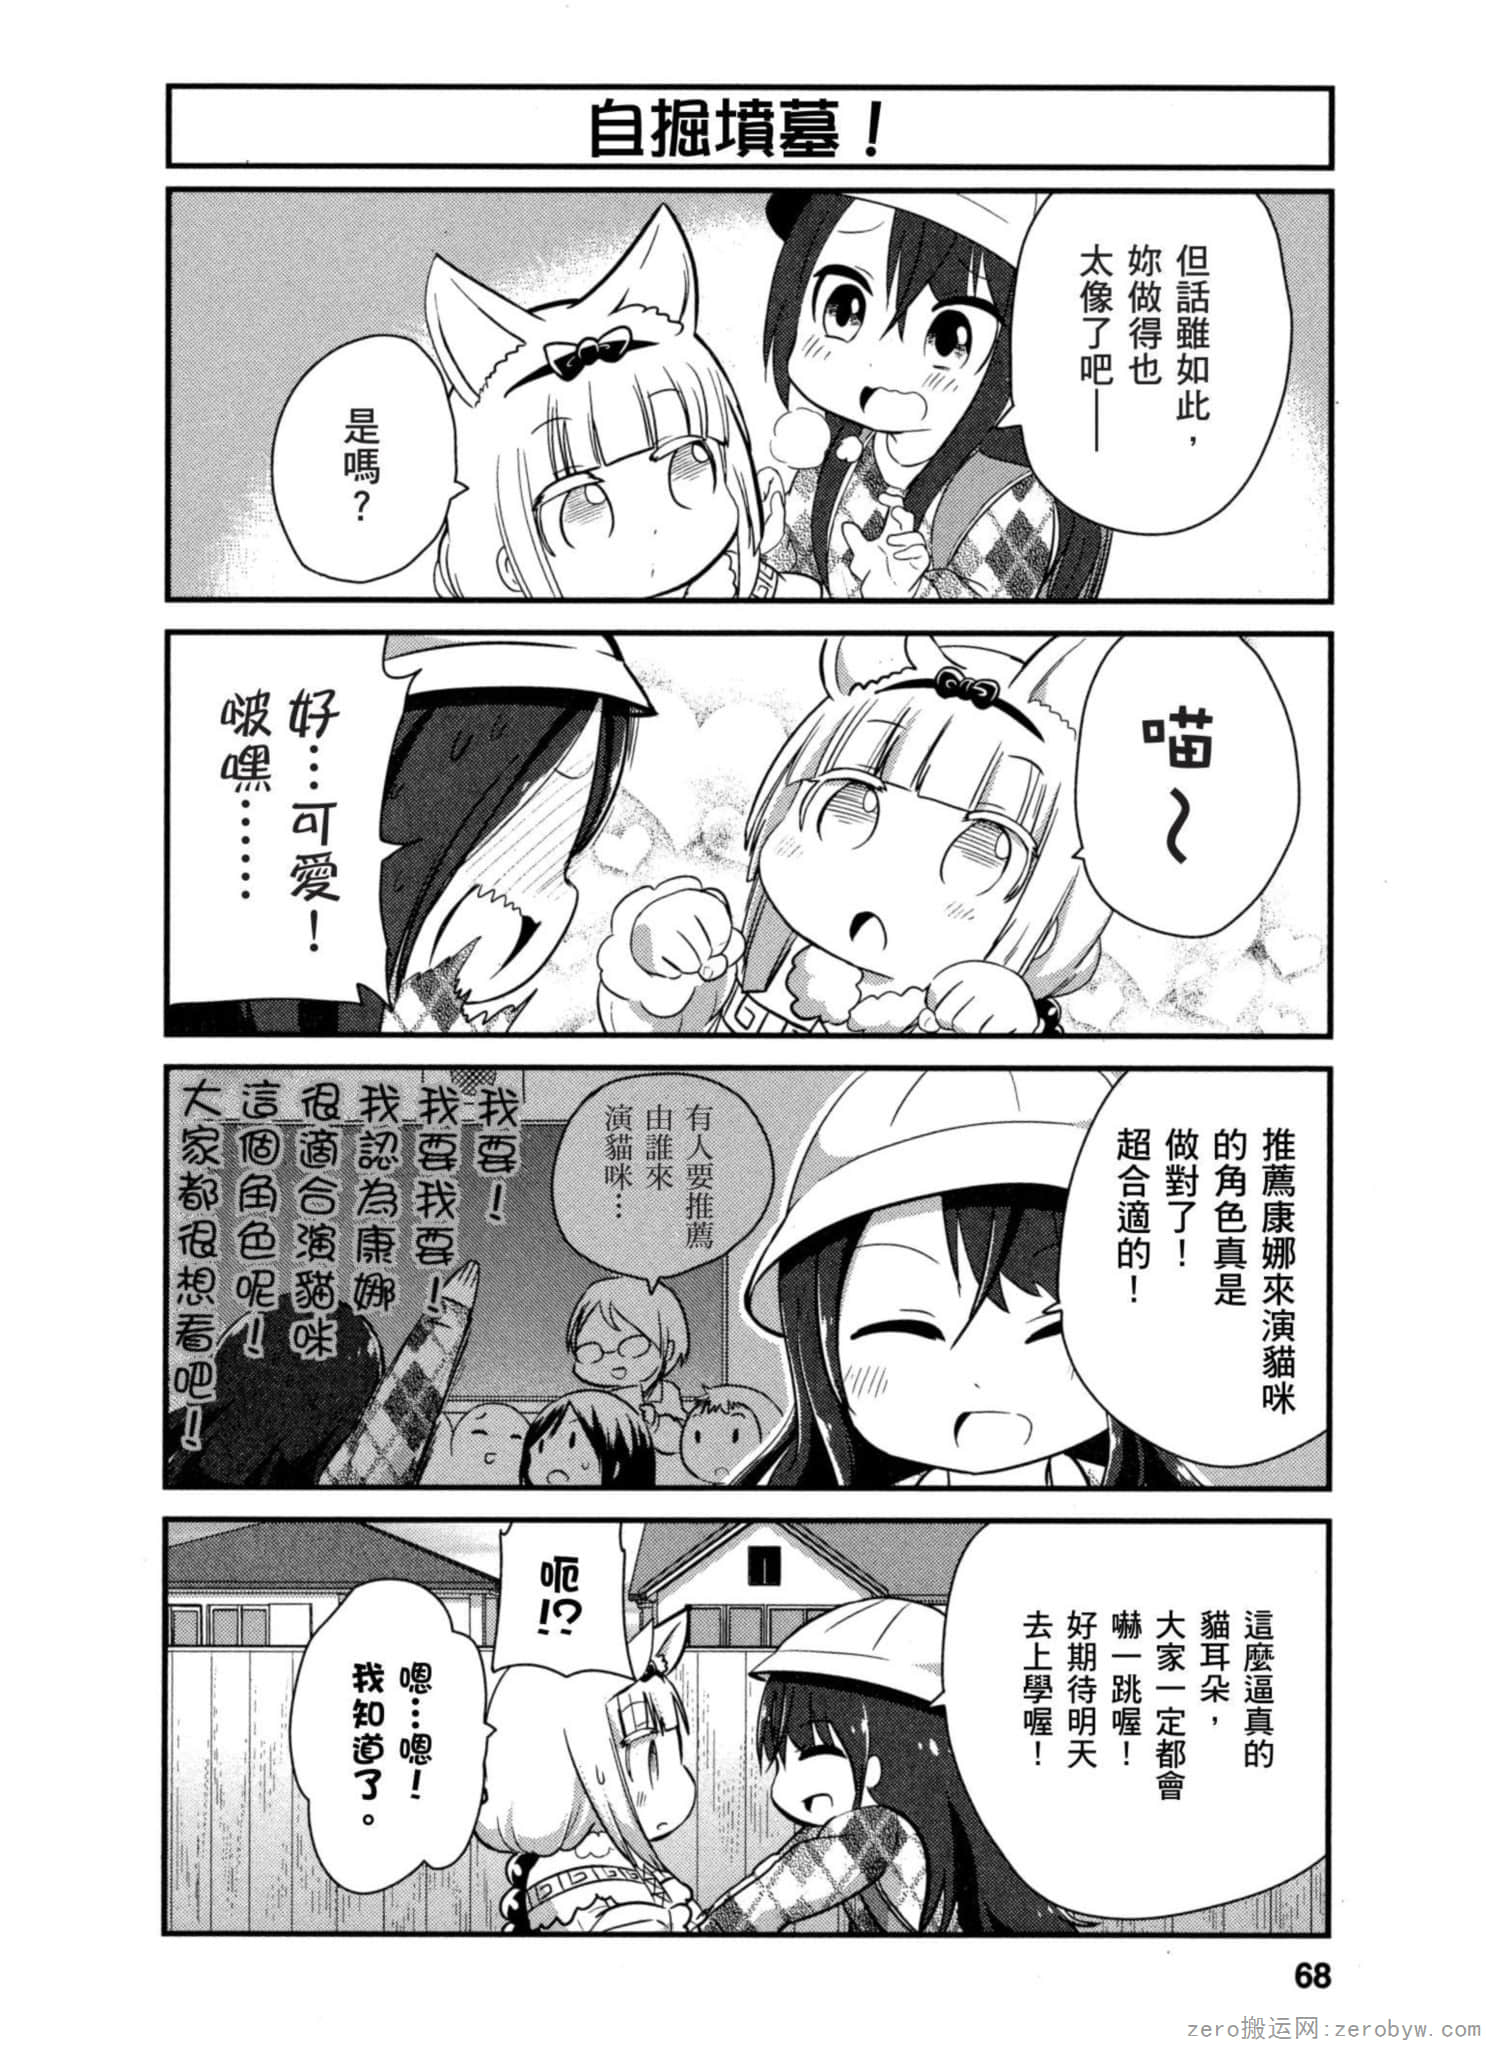 自掘墳墓！
但話雖如此，
妳做得也
太像了吧──
是嗎？
喵～
好…可愛！
啵嘿………
推薦康娜來演貓咪
的角色真是
做對了！
超合適的！
有人要推薦
由誰來
演貓咪…
我要！
我要我要！
我認為康娜
很適合演貓咪
這個角色呢！
大家都很想看吧！
這麼逼真的
貓耳朵，
大家一定都會
嚇一跳喔！
好期待明天
去上學喔！
呃!?
嗯…嗯！
我知道了。
68
zero搬运网:zerobyw.com